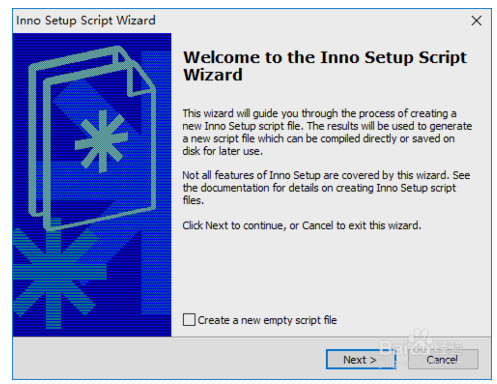 Inno Setup Script Wizard
Welcome to the Inno Setup Script
Wizard
This wizard will guide you through the process of creating a
new Inno Setup script file. The results will be used to generate
a new script file which can be compiled directly or saved on
disk for later use.
Not all features of Inno Setup are covered by this wizard. See
the documentation for details on creating Inno Setup script
files.
Click Next to continue, or Cancel to exit this wizard.
Create a new empty script file
Next >
Cancel